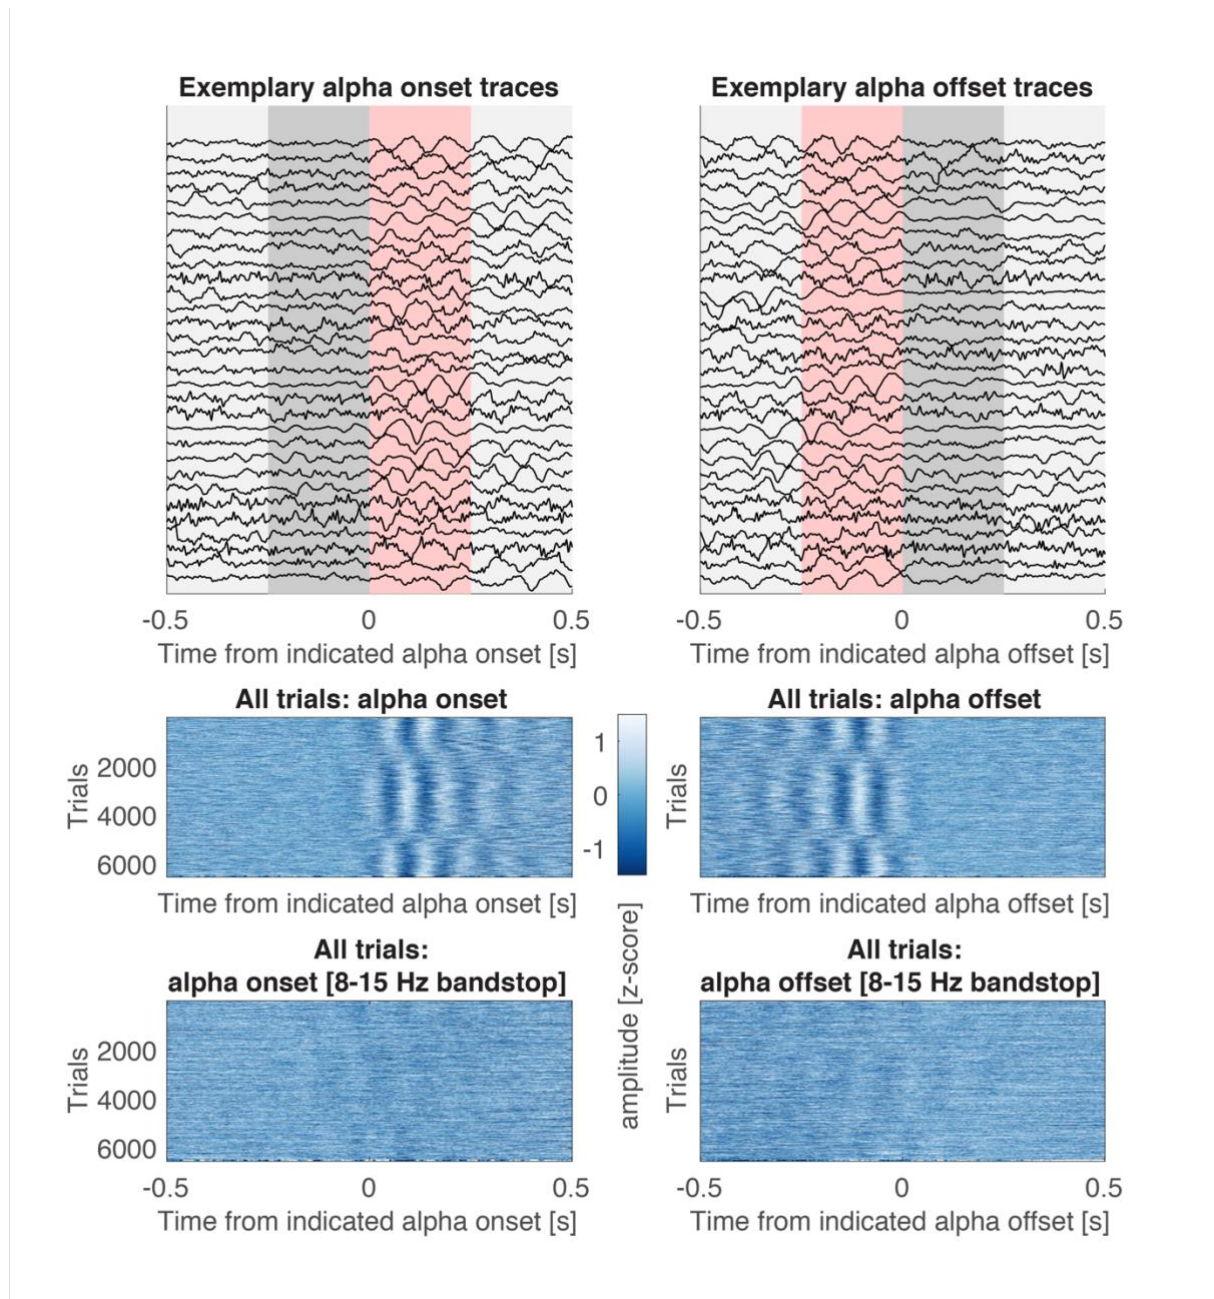 Exemplary alpha onset traces
Exemplary alpha offset traces
-0.5 0 0.5
-0.5 0 0.5
Time from indicated alpha onset [s]
Time from indicated alpha offset [s]
All trials: alpha onset
All trials: alpha offset
Trials
2000
4000
6000
1
0
-1
amplitude [z-score]
Trials
Time from indicated alpha onset [s]
Time from indicated alpha offset [s]
All trials:
alpha onset [8-15 Hz bandstop]
All trials:
alpha offset [8-15 Hz bandstop]
Trials
2000
4000
6000
Trials
-0.5 0 0.5
-0.5 0 0.5
Time from indicated alpha onset [s]
Time from indicated alpha offset [s]